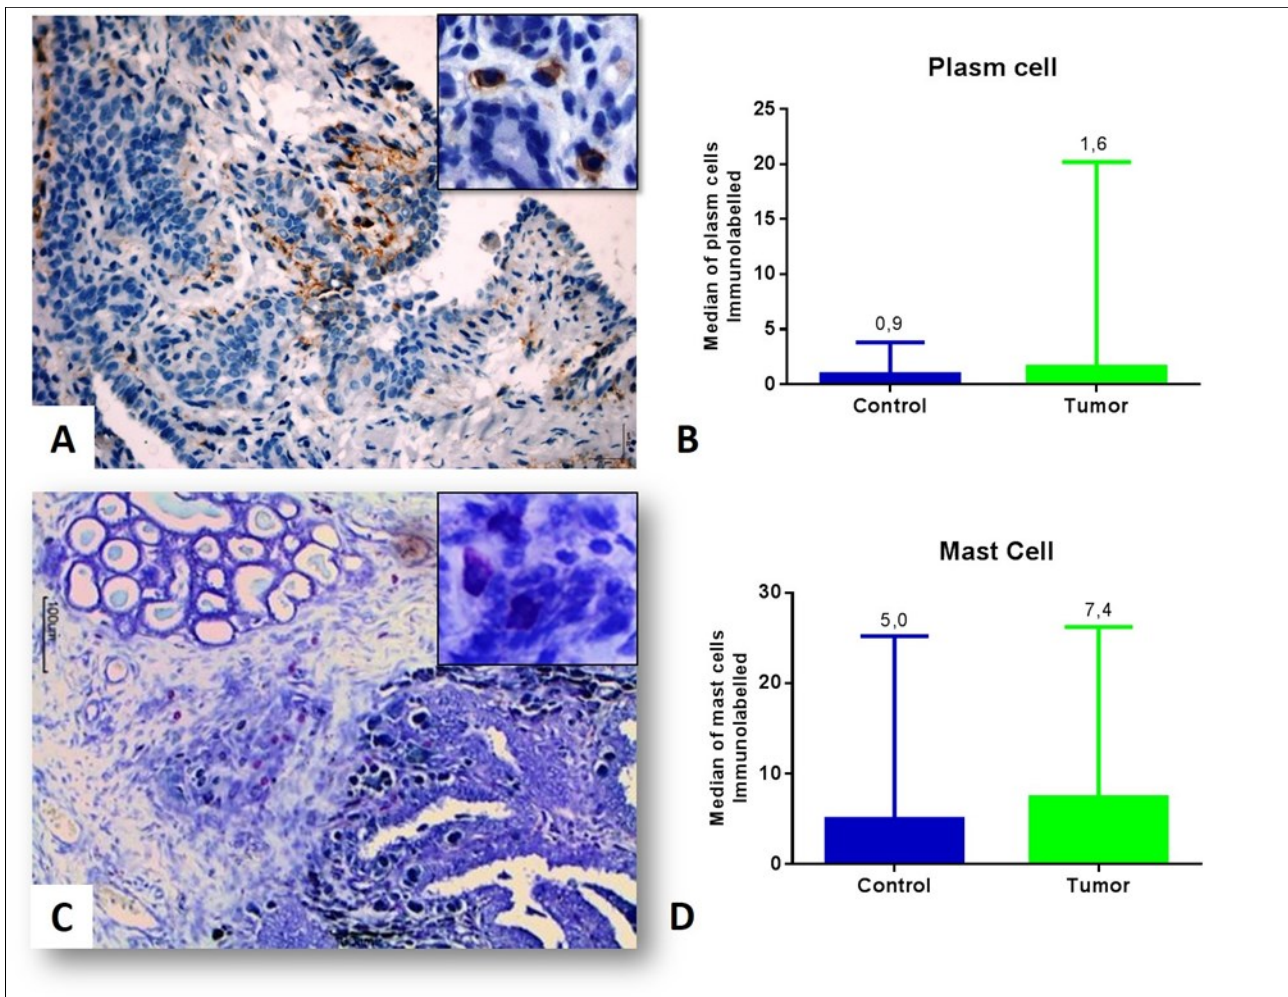 A
Plasm cell
Median of plasm cells
Immunolabelled
25
20
15
10
5
0
0,9
1,6
Control
Tumor
B
100µm
C
Mast Cell
Median of mast cells
Immunolabelled
30
20
10
0
5,0
7,4
Control
Tumor
D